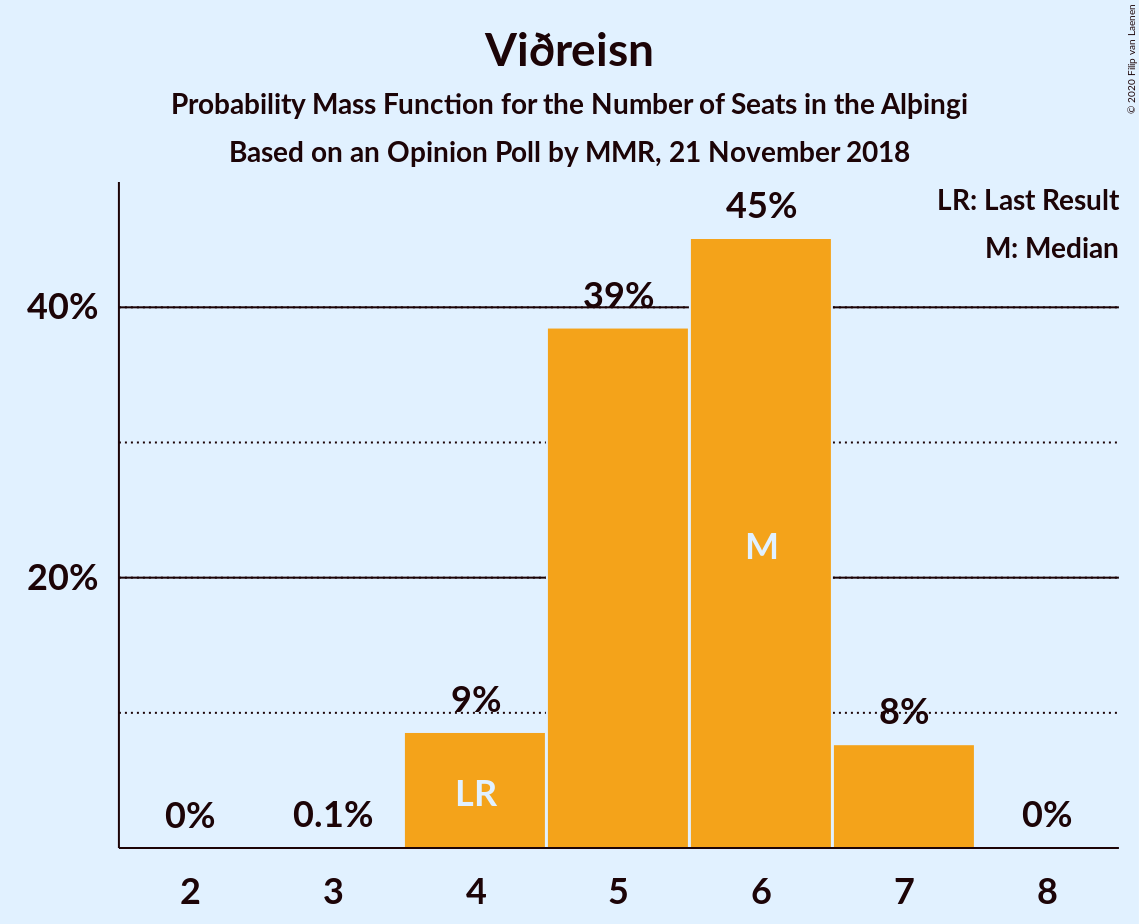 Viðreisn
Probability Mass Function for the Number of Seats in the Alþingi
Based on an Opinion Poll by MMR, 21 November 2018
© 2020 Filip van Laenen
LR: Last Result
M: Median
45%
39%
40%
M
20%
9%
8%
LR
0%
0.1%
0%
2 3 4 5 6 7 8